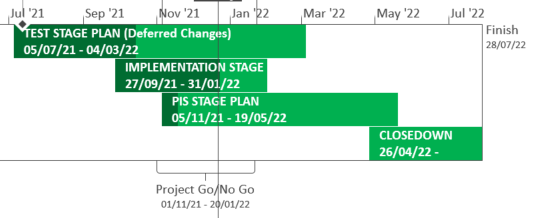 Jul '21 Sep '21 Nov '21 Jan '22 Mar '22 May '22 Jul '22
TEST STAGE PLAN (Deferred Changes)
05/07/21 - 04/03/22
Finish
28/07/22
IMPLEMENTATION STAGE
27/09/21 - 31/01/22
PIS STAGE PLAN
05/11/21 - 19/05/22
CLOSEDOWN
26/04/22 -
Project Go/No Go
01/11/21 - 20/01/22